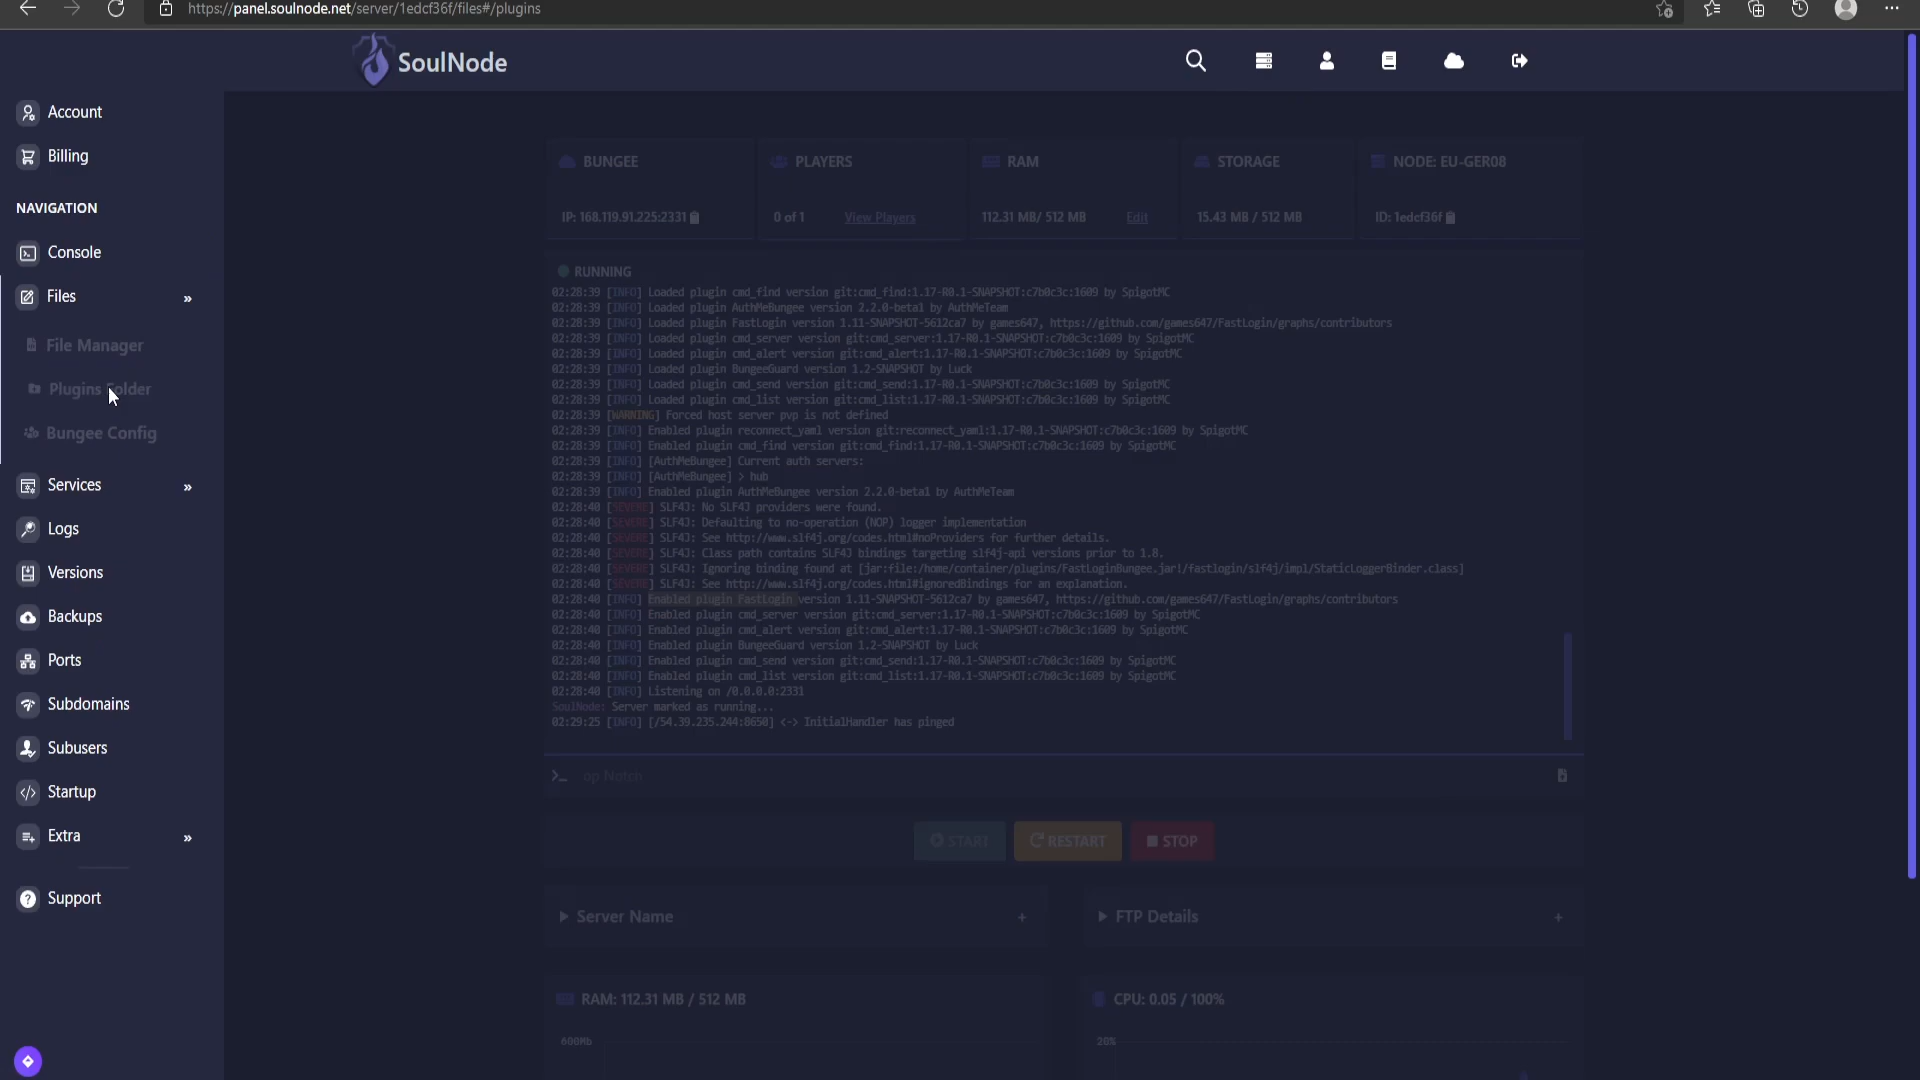 https://panel.soulnode.net/server/1edcf36f/files#/plugins
SoulNode
Account
Billing
NAVIGATION
Console
Files »
File Manager
Plugins Folder
Bungee Config
Services »
Logs
Versions
Backups
Ports
Subdomains
Subusers
Startup
Extra »
Support
BUNGEE
IP: 168.119.91.225:2331
PLAYERS
0 of 1 View Players
RAM
112.31 MB/ 512 MB Edit
STORAGE
15.43 MB / 512 MB
NODE: EU-GER08
ID: 1edcf36f
RUNNING
02:28:39 [INFO] Loaded plugin cmd_find version git:cmd_find:1.17-R0.1-SNAPSHOT:c7b0c3c:1609 by SpigotMC
02:28:39 [INFO] Loaded plugin AuthMeBungee version 2.2.0-beta1 by AuthMeTeam
02:28:39 [INFO] Loaded plugin FastLogin version 1.11-SNAPSHOT-5612ca7 by games647, https://github.com/games647/FastLogin/graphs/contributors
02:28:39 [INFO] Loaded plugin cmd_server version git:cmd_server:1.17-R0.1-SNAPSHOT:c7b0c3c:1609 by SpigotMC
02:28:39 [INFO] Loaded plugin cmd_alert version git:cmd_alert:1.17-R0.1-SNAPSHOT:c7b0c3c:1609 by SpigotMC
02:28:39 [INFO] Loaded plugin BungeeGuard version 1.2-SNAPSHOT by Luck
02:28:39 [INFO] Loaded plugin cmd_send version git:cmd_send:1.17-R0.1-SNAPSHOT:c7b0c3c:1609 by SpigotMC
02:28:39 [INFO] Loaded plugin cmd_list version git:cmd_list:1.17-R0.1-SNAPSHOT:c7b0c3c:1609 by SpigotMC
02:28:39 [WARNING] Forced host server pvp is not defined
02:28:39 [INFO] Enabled plugin reconnect_yaml version git:reconnect_yaml:1.17-R0.1-SNAPSHOT:c7b0c3c:1609 by SpigotMC
02:28:39 [INFO] Enabled plugin cmd_find version git:cmd_find:1.17-R0.1-SNAPSHOT:c7b0c3c:1609 by SpigotMC
02:28:39 [INFO] [AuthMeBungee] Current auth servers:
02:28:39 [INFO] [AuthMeBungee] > hub
02:28:39 [INFO] Enabled plugin AuthMeBungee version 2.2.0-beta1 by AuthMeTeam
02:28:40 [SEVERE] SLF4J: No SLF4J providers were found.
02:28:40 [SEVERE] SLF4J: Defaulting to no-operation (NOP) logger implementation
02:28:40 [SEVERE] SLF4J: See http://www.slf4j.org/codes.html#noProviders for further details.
02:28:40 [SEVERE] SLF4J: Class path contains SLF4J bindings targeting slf4j-api versions prior to 1.8.
02:28:40 [SEVERE] SLF4J: Ignoring binding found at [jar:file:/home/container/plugins/FastLoginBungee.jar!/fastlogin/slf4j/impl/StaticLoggerBinder.class]
02:28:40 [SEVERE] SLF4J: See http://www.slf4j.org/codes.html#ignoredBindings for an explanation.
02:28:40 [INFO] Enabled plugin FastLogin version 1.11-SNAPSHOT-5612ca7 by games647, https://github.com/games647/FastLogin/graphs/contributors
02:28:40 [INFO] Enabled plugin cmd_server version git:cmd_server:1.17-R0.1-SNAPSHOT:c7b0c3c:1609 by SpigotMC
02:28:40 [INFO] Enabled plugin cmd_alert version git:cmd_alert:1.17-R0.1-SNAPSHOT:c7b0c3c:1609 by SpigotMC
02:28:40 [INFO] Enabled plugin BungeeGuard version 1.2-SNAPSHOT by Luck
02:28:40 [INFO] Enabled plugin cmd_send version git:cmd_send:1.17-R0.1-SNAPSHOT:c7b0c3c:1609 by SpigotMC
02:28:40 [INFO] Enabled plugin cmd_list version git:cmd_list:1.17-R0.1-SNAPSHOT:c7b0c3c:1609 by SpigotMC
02:28:40 [INFO] Listening on /0.0.0.0:2331
SoulNode: Server marked as running...
02:29:25 [INFO] [/54.39.235.244:8650] <-> InitialHandler has pinged
>_ op Notch
START RESTART STOP
Server Name +
FTP Details +
RAM: 112.31 MB / 512 MB
600Mb
CPU: 0.05 / 100%
20%